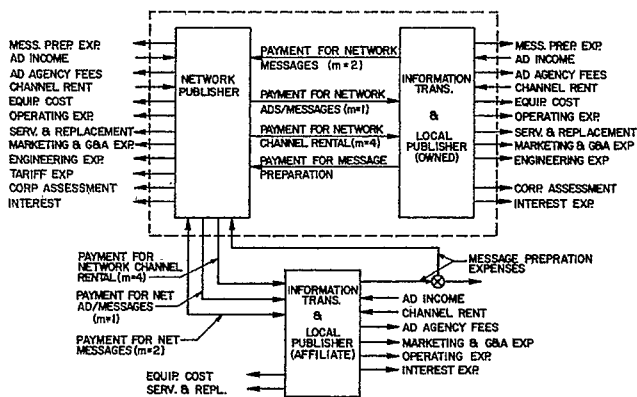 MESS. PREP. EXP.
AD INCOME
AD AGENCY FEES
CHANNEL RENT
EQUIP. COST
OPERATING EXP.
SERV. & REPLACEMENT
MARKETING & G&A EXP.
ENGINEERING EXP.
TARIFF EXP.
CORP. ASSESSMENT
INTEREST
NETWORK
PUBLISHER
PAYMENT FOR NETWORK
MESSAGES (m=2)
PAYMENT FOR NETWORK
ADS/MESSAGES (m=1)
PAYMENT FOR NETWORK
CHANNEL RENTAL (m=4)
PAYMENT FOR MESSAGE
PREPARATION
INFORMATION
TRANS.
&
LOCAL
PUBLISHER
(OWNED)
MESS. PREP. EXP.
AD INCOME
AD AGENCY FEES
CHANNEL RENT
EQUIP COST
OPERATING EXP.
SERV. & REPLACEMENT
MARKETING & G&A EXP.
ENGINEERING EXP
CORP. ASSESSMENT
INTEREST EXP.
PAYMENT FOR
NETWORK CHANNEL
RENTAL (m=4)
PAYMENT FOR NET
AD/MESSAGES
(m=1)
PAYMENT FOR NET
MESSAGES (m=2)
INFORMATION
TRANS.
&
LOCAL
PUBLISHER
(AFFILIATE)
MESSAGE PREPRATION
EXPENSES
AD INCOME
CHANNEL RENT
AD AGENCY FEES
MARKETING & G&A EXP
OPERATING EXP.
INTEREST EXP.
EQUIP. COST
SERV. & REPL.